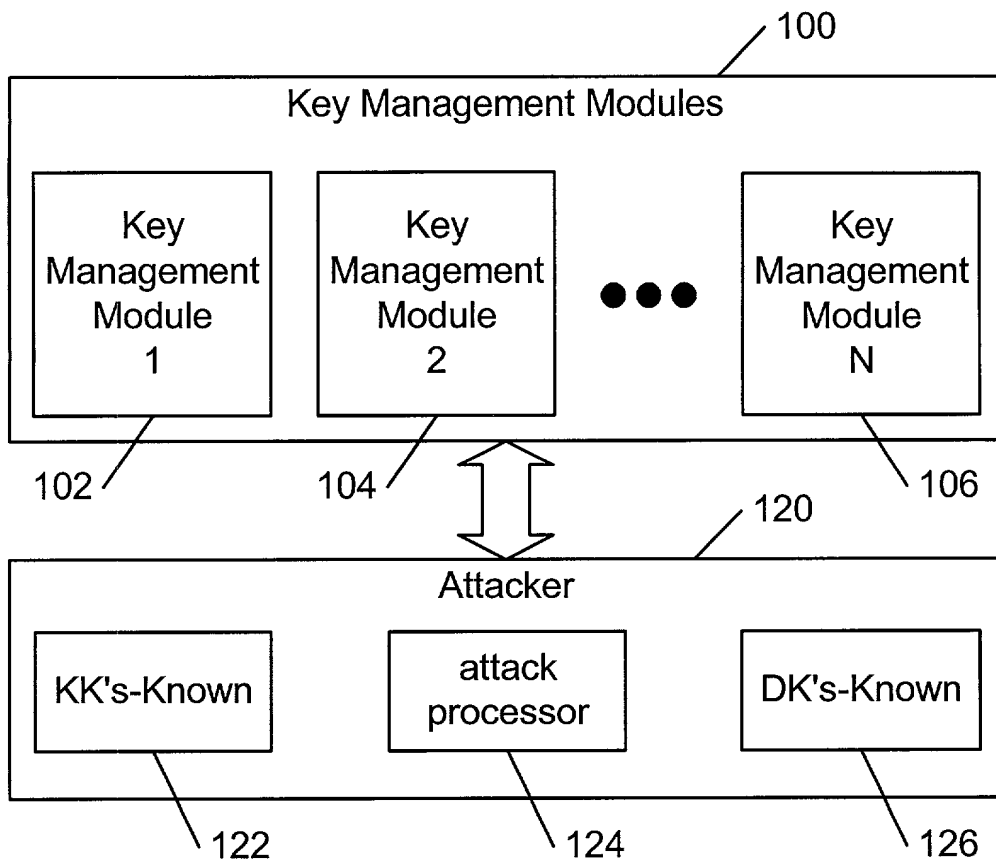 100
Key Management Modules
Key
Management
Module
1
Key
Management
Module
2
Key
Management
Module
N
102
104
106
120
Attacker
KK's-Known
attack
processor
DK's-Known
122
124
126